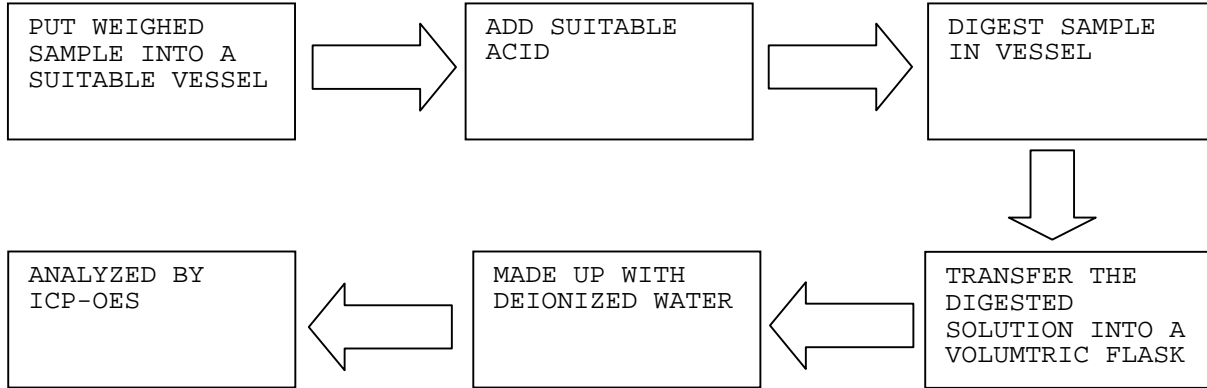 PUT WEIGHED
SAMPLE INTO A
SUITABLE VESSEL
ADD SUITABLE
ACID
DIGEST SAMPLE
IN VESSEL
TRANSFER THE
DIGESTED
SOLUTION INTO A
VOLUMTRIC FLASK
MADE UP WITH
DEIONIZED WATER
ANALYZED BY
ICP-OES